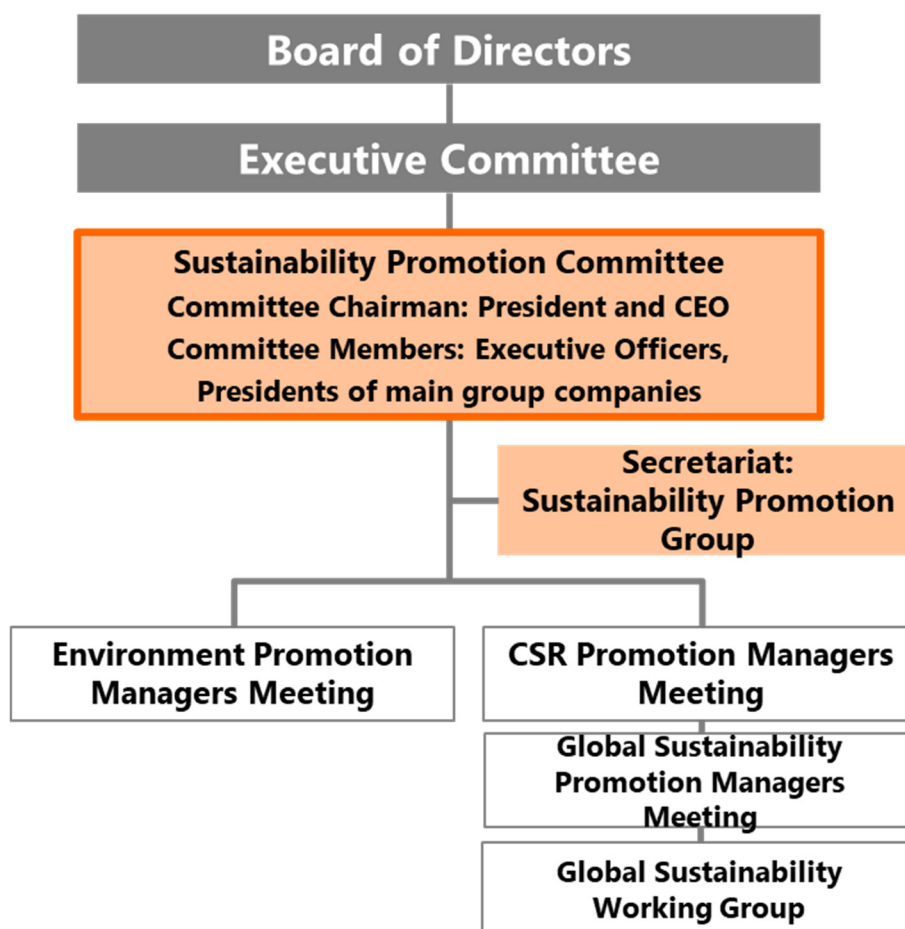 Board of Directors
Executive Committee
Sustainability Promotion Committee
Committee Chairman: President and CEO
Committee Members: Executive Officers,
Presidents of main group companies
Secretariat:
Sustainability Promotion
Group
Environment Promotion
Managers Meeting
CSR Promotion Managers
Meeting
Global Sustainability
Promotion Managers
Meeting
Global Sustainability
Working Group